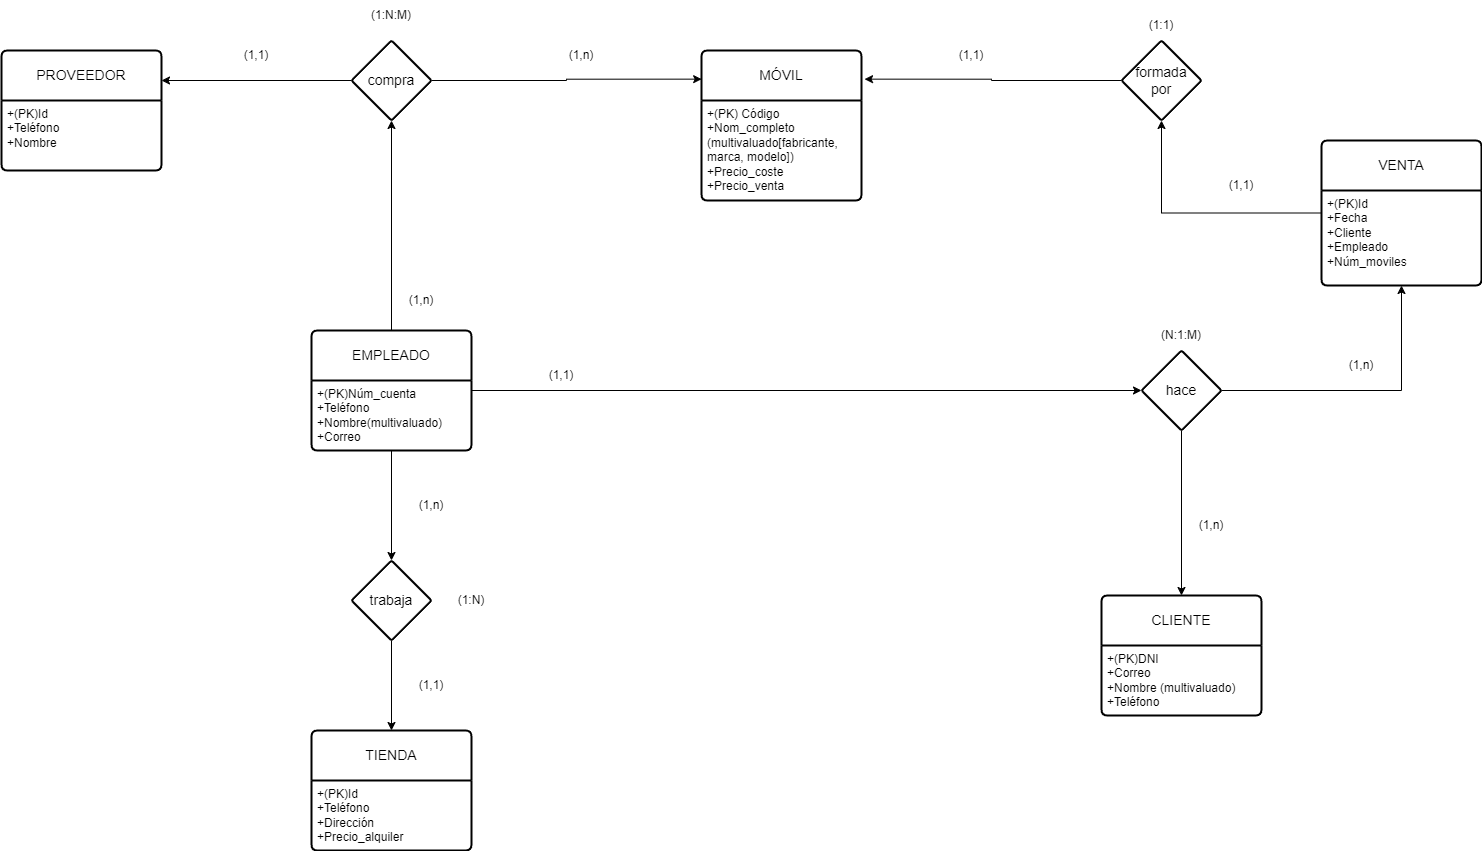 (1:N:M)
(1:1)
(1,1)
(1,n)
(1,1)
PROVEEDOR
+(PK)Id
+Teléfono
+Nombre
compra
MÓVIL
+(PK) Código
+Nom_completo
(multivaluado[fabricante,
marca, modelo])
+Precio_coste
+Precio_venta
formada
por
(1,1)
VENTA
+(PK)Id
+Fecha
+Cliente
+Empleado
+Núm_moviles
(1,n)
EMPLEADO
+(PK)Núm_cuenta
+Teléfono
+Nombre(multivaluado)
+Correo
(1,1)
(N:1:M)
hace
(1,n)
(1,n)
trabaja
(1:N)
(1,n)
CLIENTE
+(PK)DNI
+Correo
+Nombre (multivaluado)
+Teléfono
(1,1)
TIENDA
+(PK)Id
+Teléfono
+Dirección
+Precio_alquiler